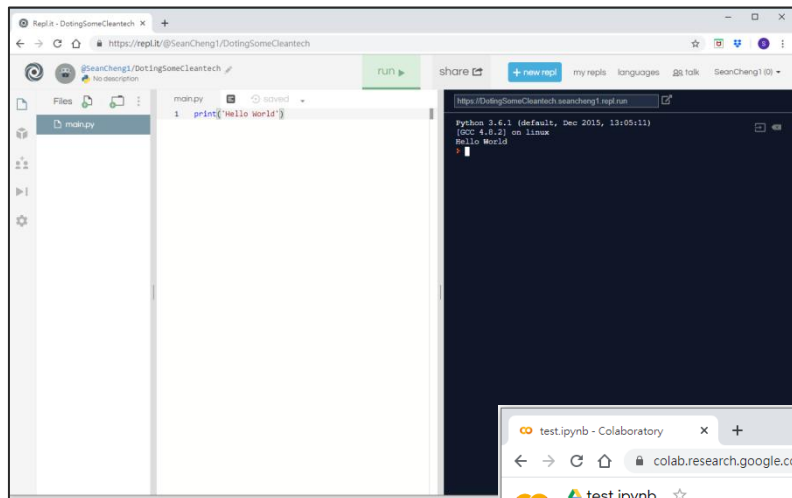 Repl.it - DotingSomeCleantech
https://repl.it/@SeanCheng1/DotingSomeCleantech
@SeanCheng1/DotingSomeCleantech
No description
run
share
+ new repl
my repls
languages
talk
SeanCheng1 (0)
Files
main.py
saved
https://DotingSomeCleantech.seancheng1.repl.run
main.py
1 print('Hello World')
Python 3.6.1 (default, Dec 2015, 13:05:11)
[GCC 4.8.2] on linux
Hello World
test.ipynb - Colaboratory
colab.research.google.co
test.ipynb